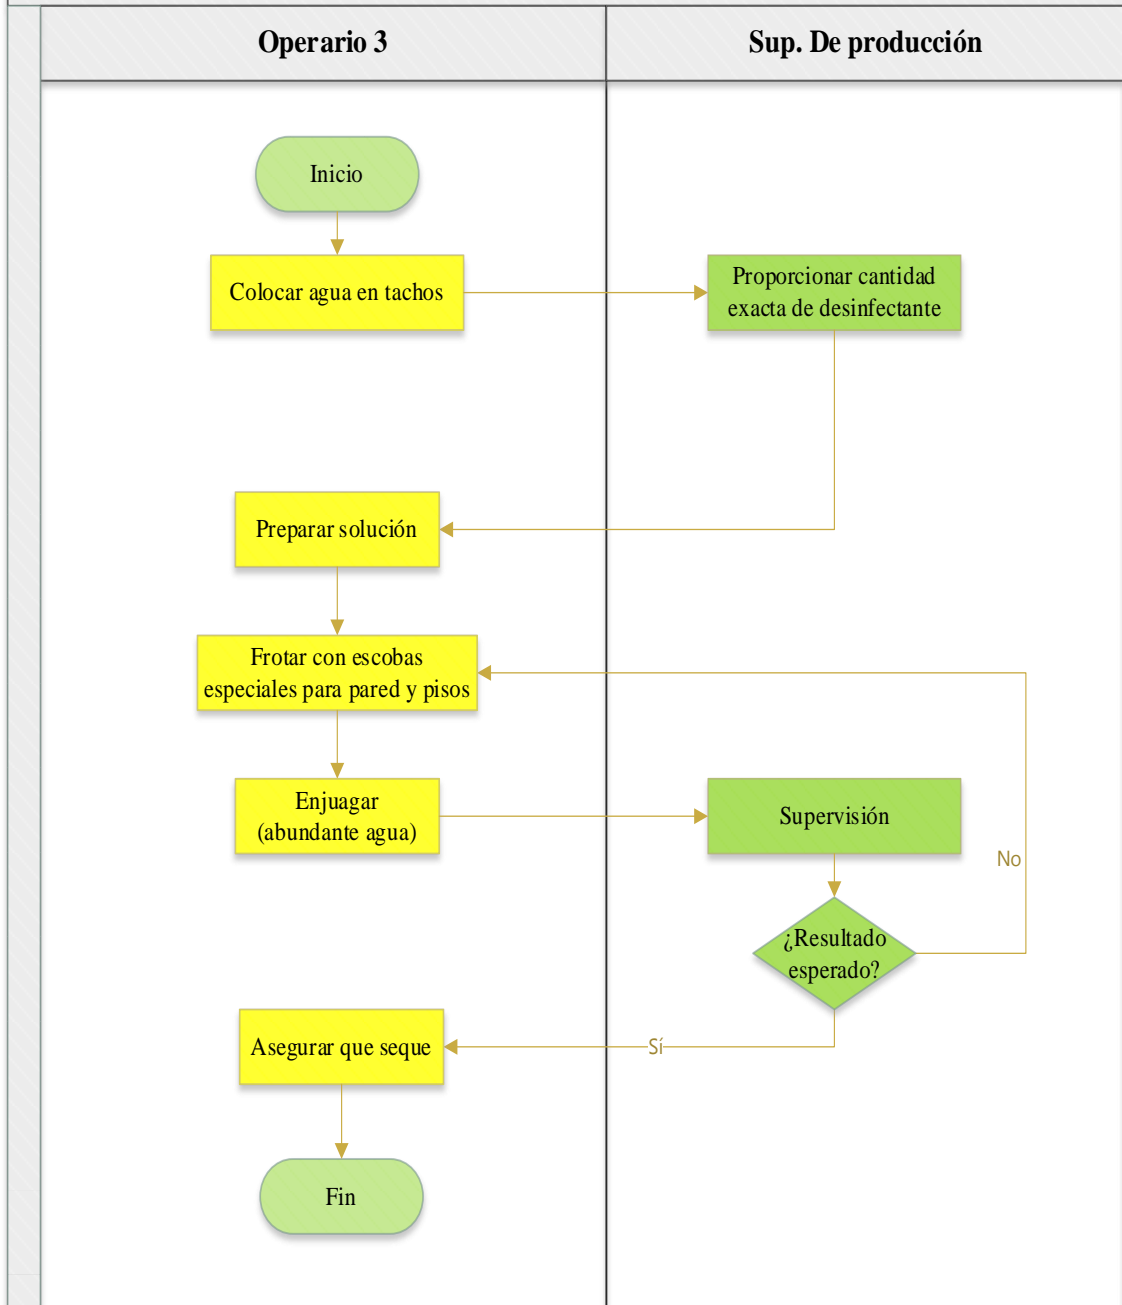 Operario 3
Sup. De producción
Inicio
Colocar agua en tachos
Proporcionar cantidad
exacta de desinfectante
Preparar solución
Frotar con escobas
especiales para pared y pisos
Enjuagar
(abundante agua)
Supervisión
No
¿Resultado
esperado?
Sí
Asegurar que seque
Fin